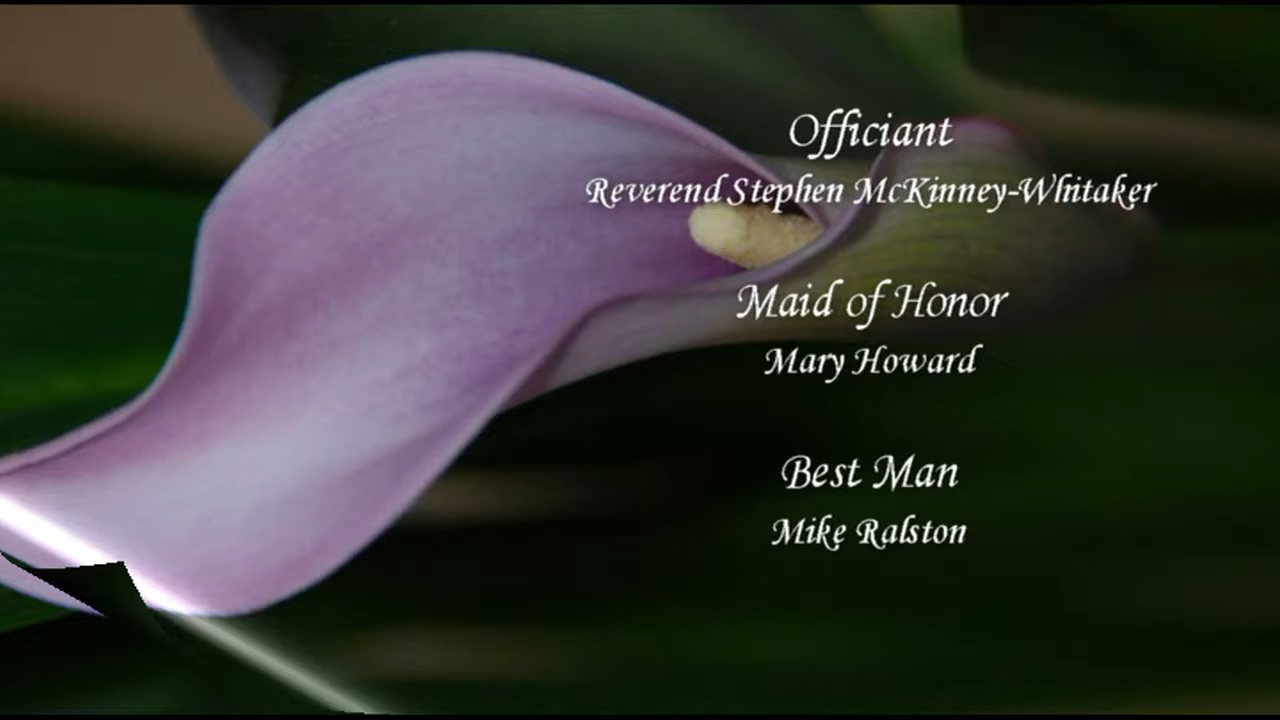 Officiant
Reverend Stephen McKinney-Whitaker
Maid of Honor
Mary Howard
Best Man
Mike Ralston